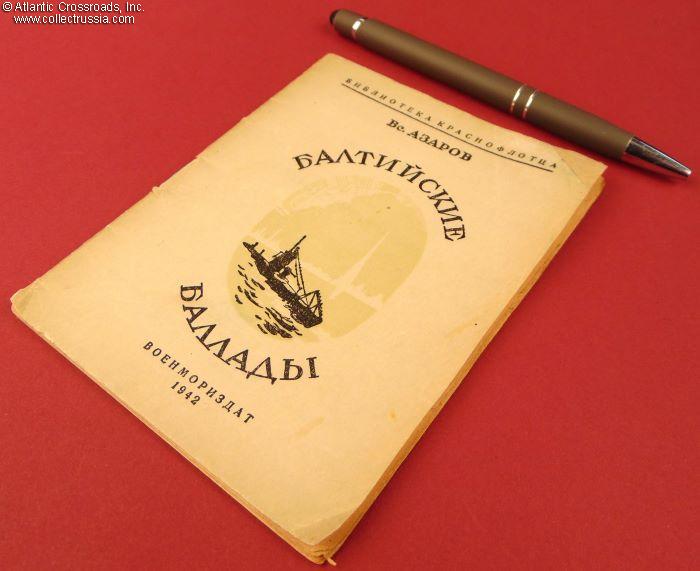 © Atlantic Crossroads, Inc.
www.collectrussia.com
БИБЛИОТЕКА КРАСНОФЛОТЦА
Вс. АЗАРОВ
БАЛТИЙСКИЕ
БАЛЛАДЫ
ВОЕНМОРИЗДАТ
1942